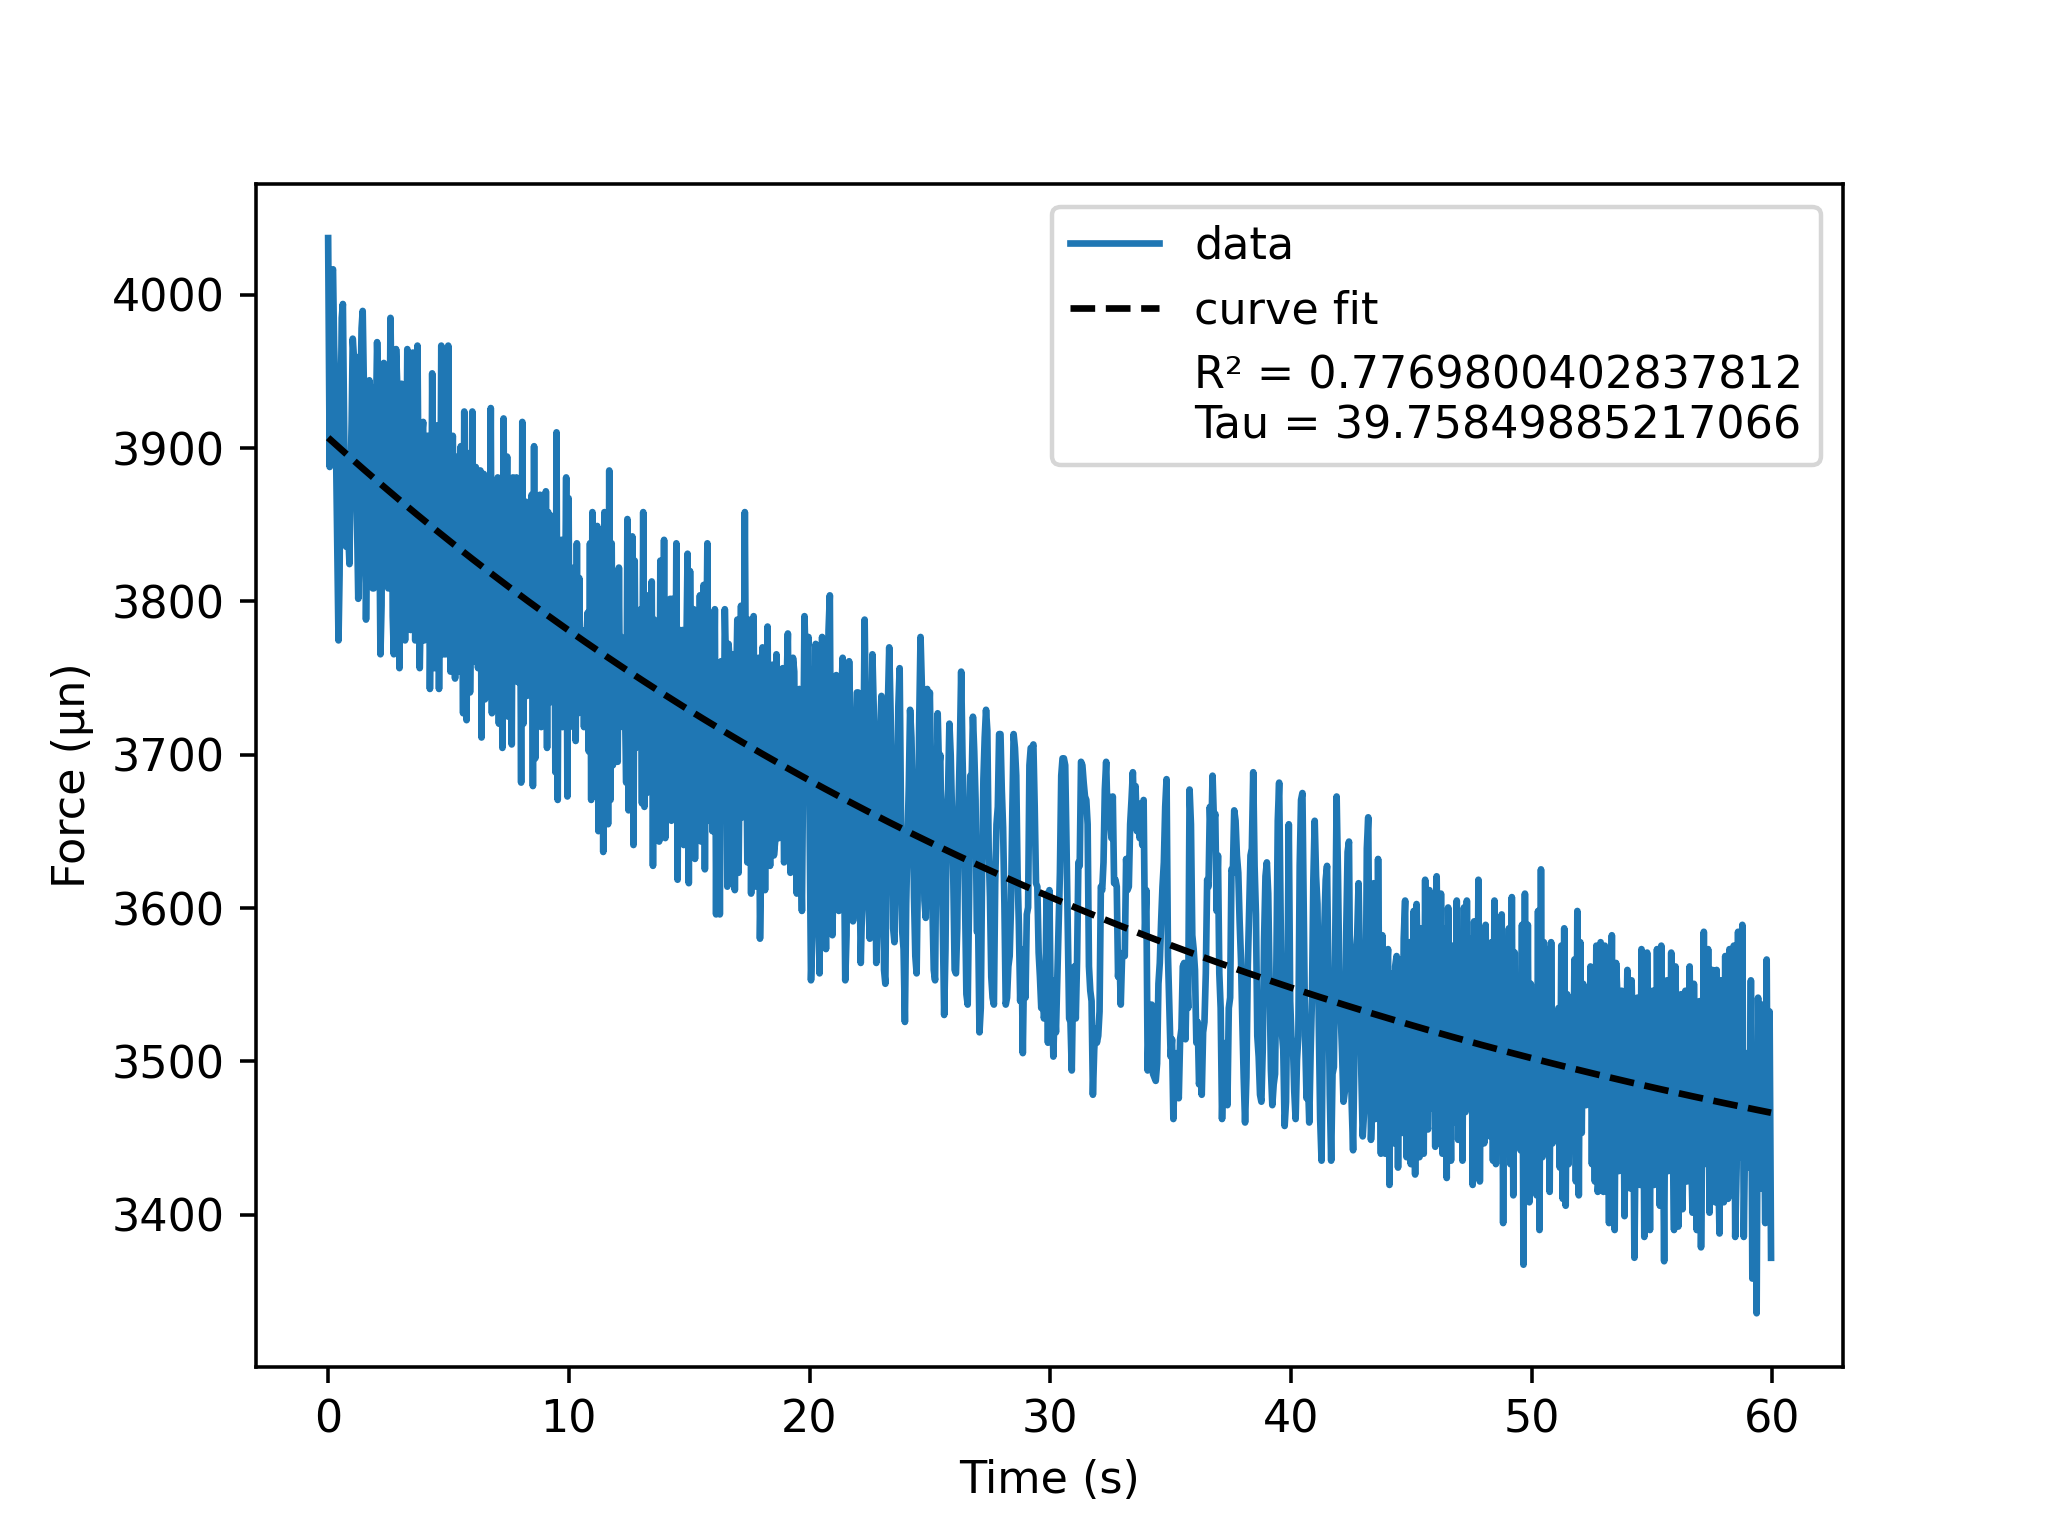 data
curve fit
R² = 0.7769800402837812
Tau = 39.75849885217066
4000
3900
3800
3700
3600
3500
3400
Force (µn)
0 10 20 30 40 50 60
Time (s)